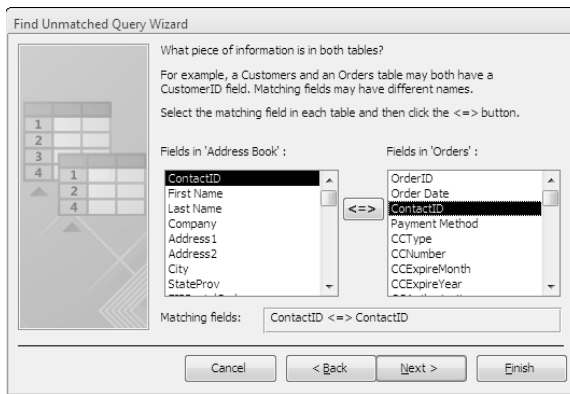 Find Unmatched Query Wizard
What piece of information is in both tables?
For example, a Customers and an Orders table may both have a
CustomerID field. Matching fields may have different names.
Select the matching field in each table and then click the <=> button.
1
2
3
4
1
2
4
Fields in 'Address Book' :
ContactID
First Name
Last Name
Company
Address1
Address2
City
StateProv
<=>
Fields in 'Orders' :
OrderID
Order Date
ContactID
Payment Method
CCType
CCNumber
CCExpireMonth
CCExpireYear
Matching fields:
ContactID <=> ContactID
Cancel
< Back
Next >
Finish